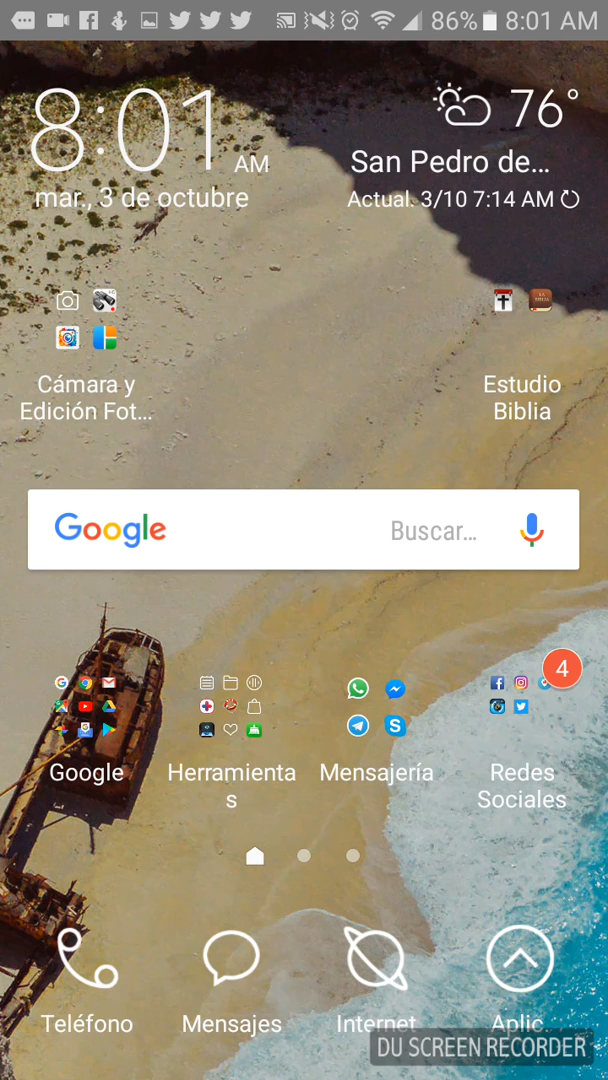 86% 8:01 AM
8:01 AM
76°
San Pedro de...
mar., 3 de octubre
Actual. 3/10 7:14 AM
LA BIBLIA
Cámara y
Edición Fot...
Estudio
Biblia
Google Buscar...
4
Google
Herramienta
s
Mensajería
Redes
Sociales
Teléfono
Mensajes
Internet
Aplic.
DU SCREEN RECORDER